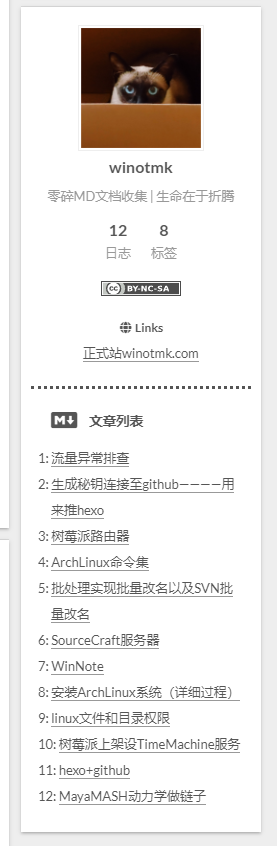 winotmk
零碎MD文档收集 | 生命在于折腾
12 8
日志 标签
cc BY-NC-SA
Links
正式站winotmk.com
M 文章列表
1: 流量异常排查
2: 生成秘钥连接至github————用
来推hexo
3: 树莓派路由器
4: ArchLinux命令集
5: 批处理实现批量改名以及SVN批
量改名
6: SourceCraft服务器
7: WinNote
8: 安装ArchLinux系统（详细过程）
9: linux文件和目录权限
10: 树莓派上架设TimeMachine服务
11: hexo+github
12: MayaMASH动力学做链子